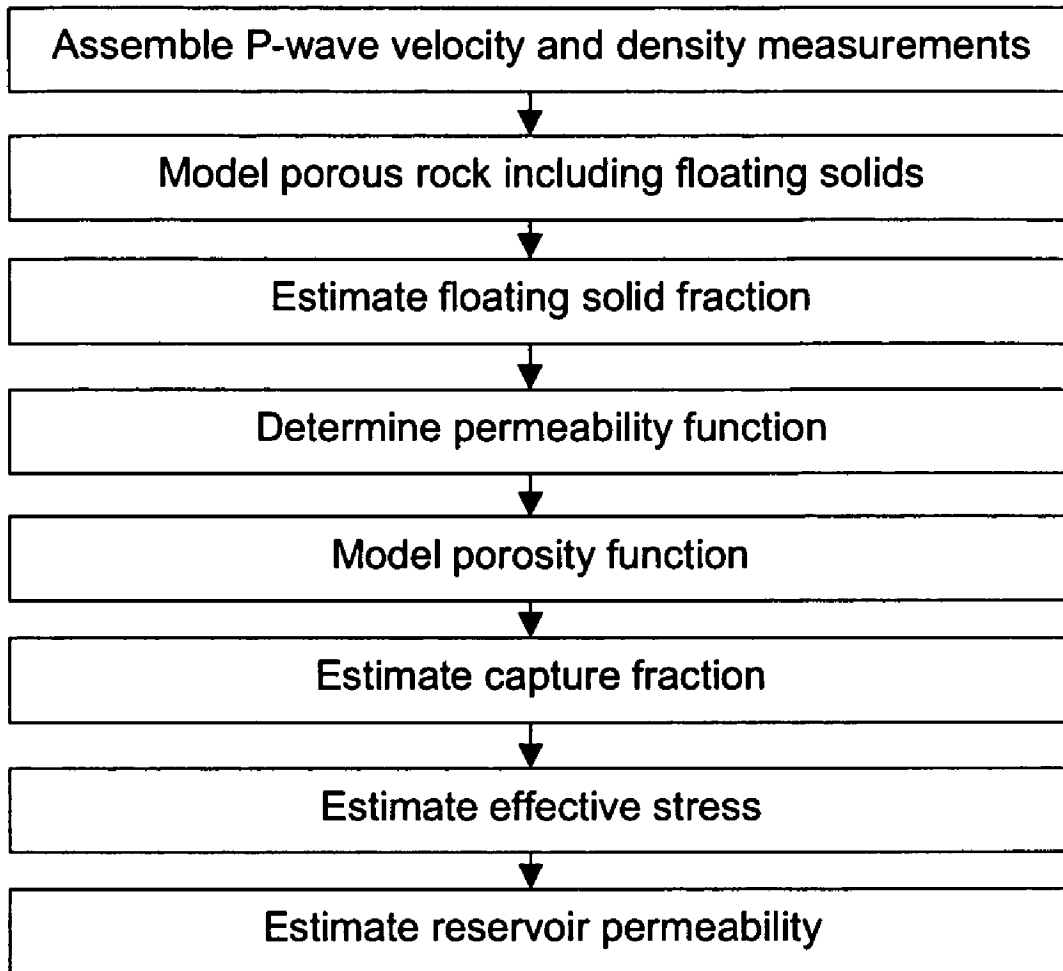 Assemble P-wave velocity and density measurements
Model porous rock including floating solids
Estimate floating solid fraction
Determine permeability function
Model porosity function
Estimate capture fraction
Estimate effective stress
Estimate reservoir permeability